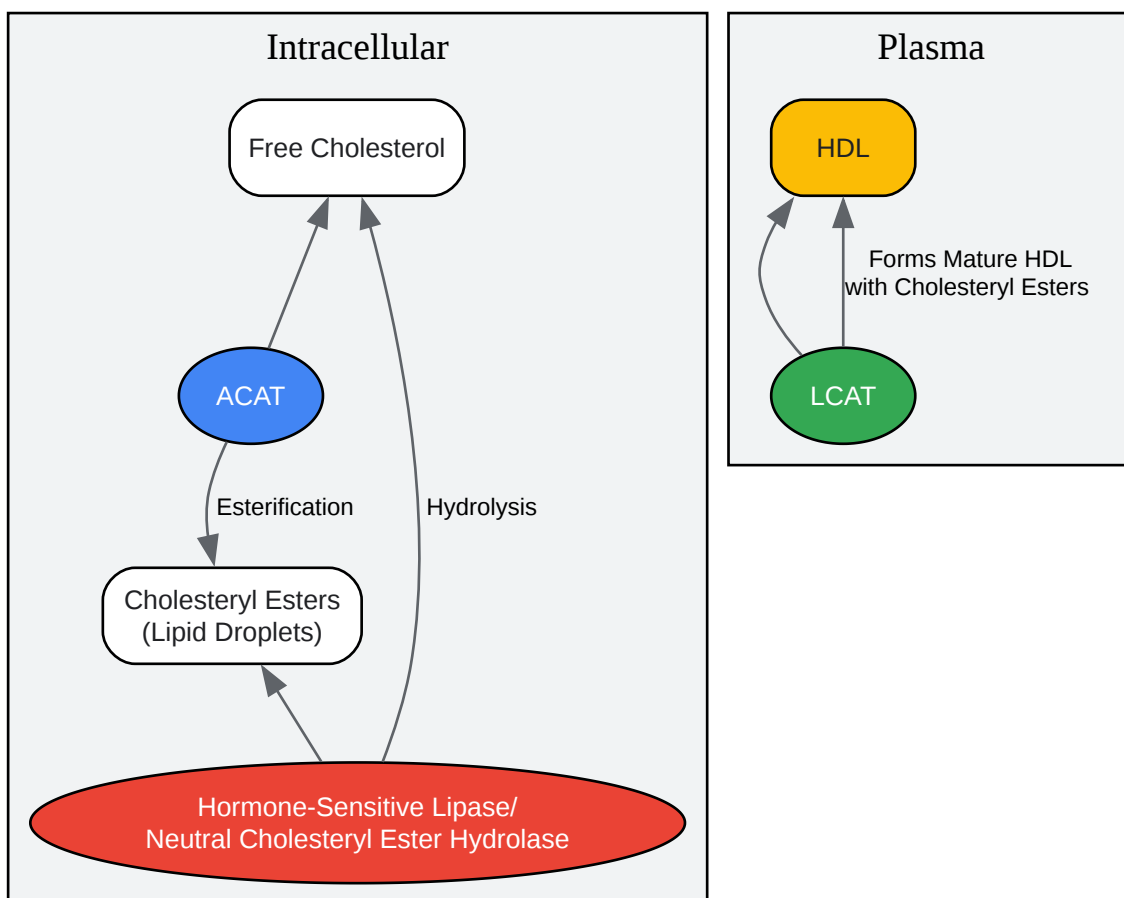 Intracellular
Free Cholesterol
ACAT
Esterification
Hydrolysis
Cholesteryl Esters
(Lipid Droplets)
Hormone-Sensitive Lipase/
Neutral Cholesteryl Ester Hydrolase
Plasma
HDL
Forms Mature HDL
with Cholesteryl Esters
LCAT